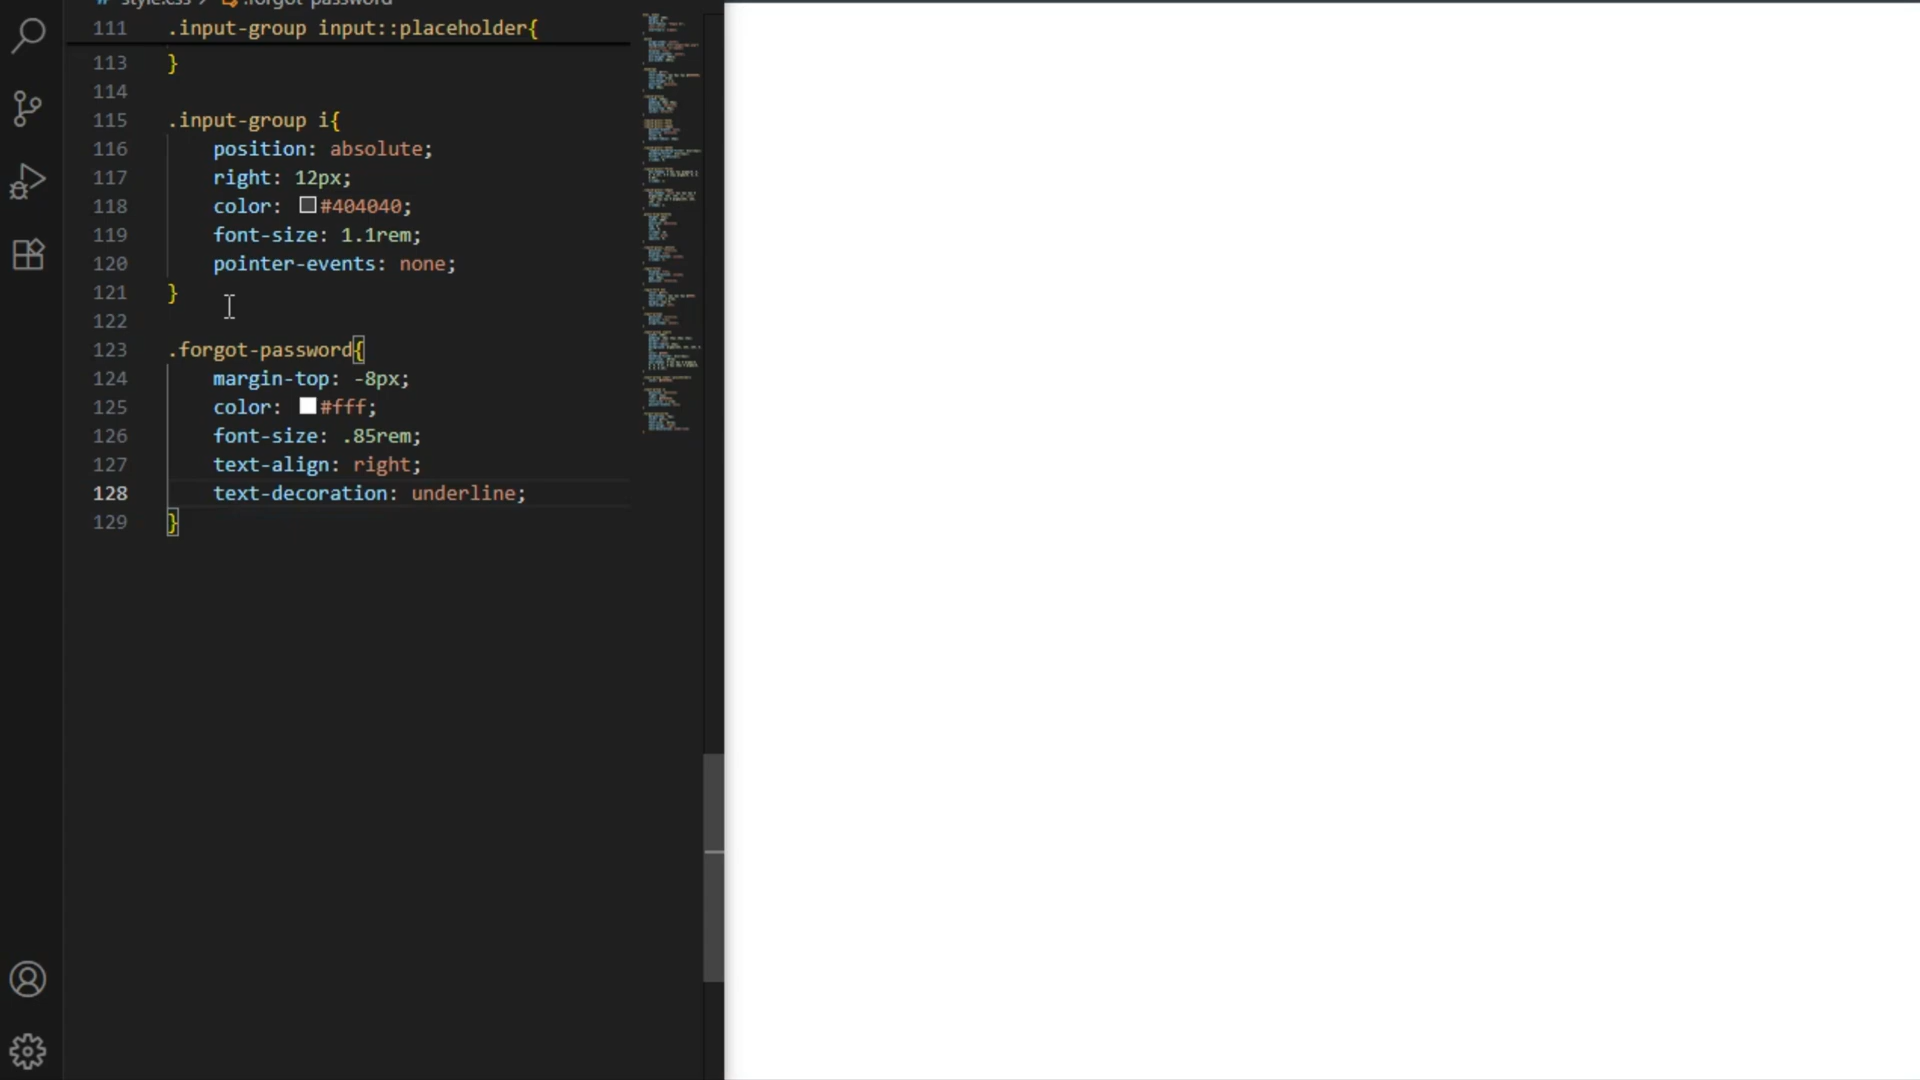 style.css > .forgot-password
111 .input-group input::placeholder{
113 }
114
115 .input-group i{
116 position: absolute;
117 right: 12px;
118 color: #404040;
119 font-size: 1.1rem;
120 pointer-events: none;
121 }
122
123 .forgot-password{
124 margin-top: -8px;
125 color: #fff;
126 font-size: .85rem;
127 text-align: right;
128 text-decoration: underline;
129 }